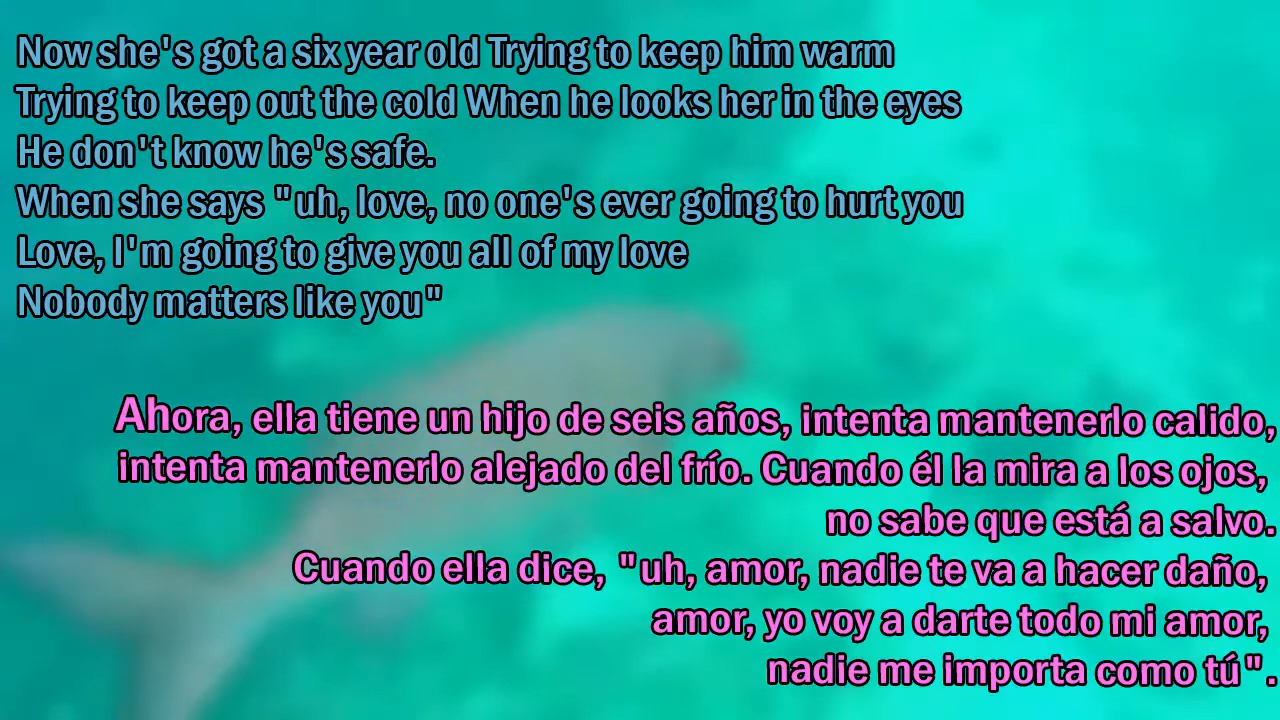 Now she's got a six year old Trying to keep him warm
Trying to keep out the cold When he looks her in the eyes
He don't know he's safe.
When she says "uh, love, no one's ever going to hurt you
Love, I'm going to give you all of my love
Nobody matters like you"
Ahora, ella tiene un hijo de seis años, intenta mantenerlo calido,
intenta mantenerlo alejado del frío. Cuando él la mira a los ojos,
no sabe que está a salvo.
Cuando ella dice, "uh, amor, nadie te va a hacer daño,
amor, yo voy a darte todo mi amor,
nadie me importa como tú".